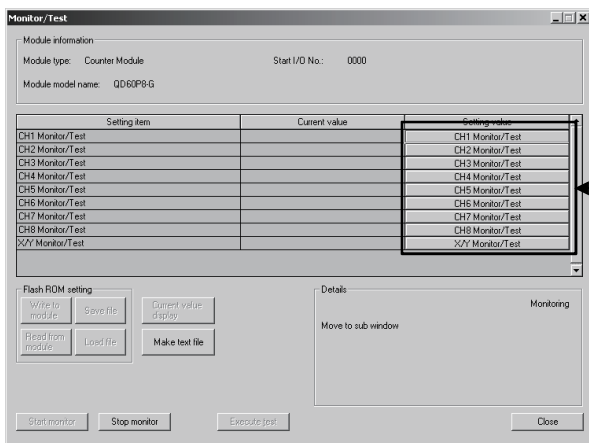 Monitor/Test
Module information
Module type: Counter Module Start I/O No.: 0000
Module model name: QD60P8-G
Setting item Current value Setting value
CH1 Monitor/Test CH1 Monitor/Test
CH2 Monitor/Test CH2 Monitor/Test
CH3 Monitor/Test CH3 Monitor/Test
CH4 Monitor/Test CH4 Monitor/Test
CH5 Monitor/Test CH5 Monitor/Test
CH6 Monitor/Test CH6 Monitor/Test
CH7 Monitor/Test CH7 Monitor/Test
CH8 Monitor/Test CH8 Monitor/Test
X/Y Monitor/Test X/Y Monitor/Test
Flash ROM setting
Write to module
Save file
Current value display
Read from module
Load file
Make text file
Details
Monitoring
Move to sub window
Start monitor Stop monitor Execute test Close